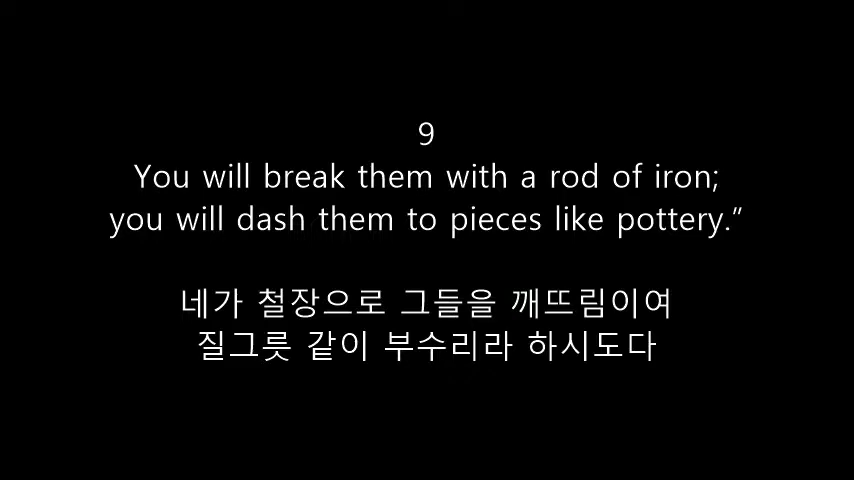 9
You will break them with a rod of iron;
you will dash them to pieces like pottery.”
네가 철장으로 그들을 깨뜨림이여
질그릇 같이 부수리라 하시도다